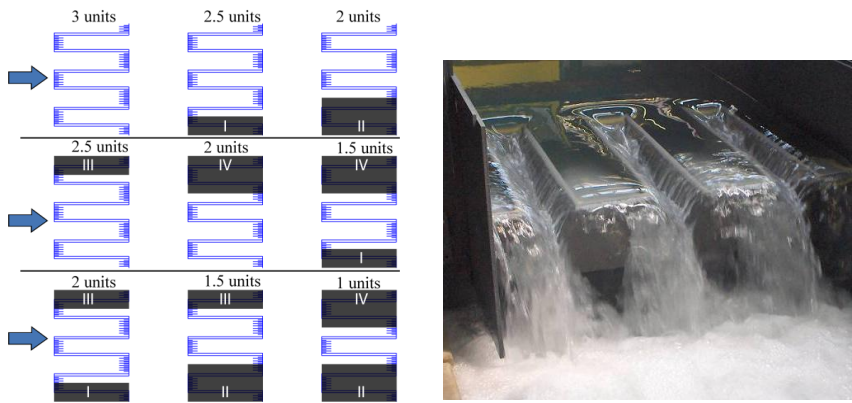 3 units 2.5 units 2 units
I II
2.5 units 2 units 1.5 units
III IV IV
I
2 units 1.5 units 1 units
III III IV
I II II